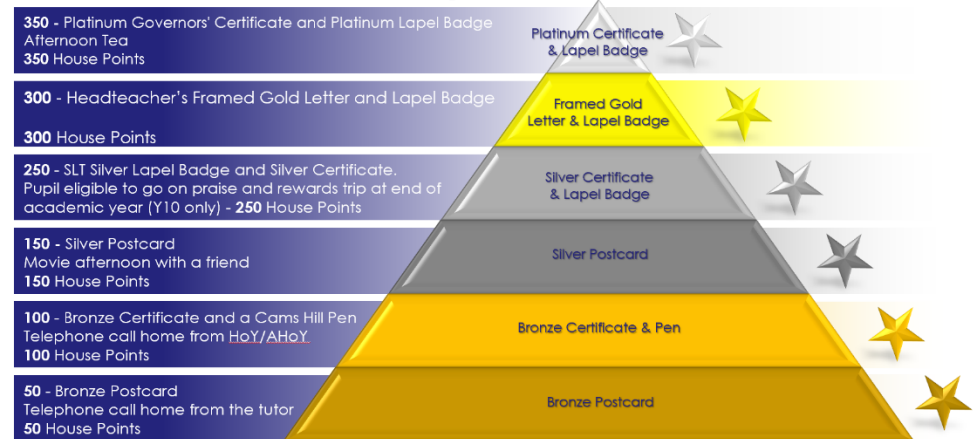 350 - Platinum Governors' Certificate and Platinum Lapel Badge
Afternoon Tea
350 House Points
Platinum Certificate
& Lapel Badge
300 - Headteacher's Framed Gold Letter and Lapel Badge
300 House Points
Framed Gold
Letter & Lapel Badge
250 - SLT Silver Lapel Badge and Silver Certificate.
Pupil eligible to go on praise and rewards trip at end of
academic year (Y10 only) - 250 House Points
Silver Certificate
& Lapel Badge
150 - Silver Postcard
Movie afternoon with a friend
150 House Points
Silver Postcard
100 - Bronze Certificate and a Cams Hill Pen
Telephone call home from HoY/AHoY
100 House Points
Bronze Certificate & Pen
50 - Bronze Postcard
Telephone call home from the tutor
50 House Points
Bronze Postcard